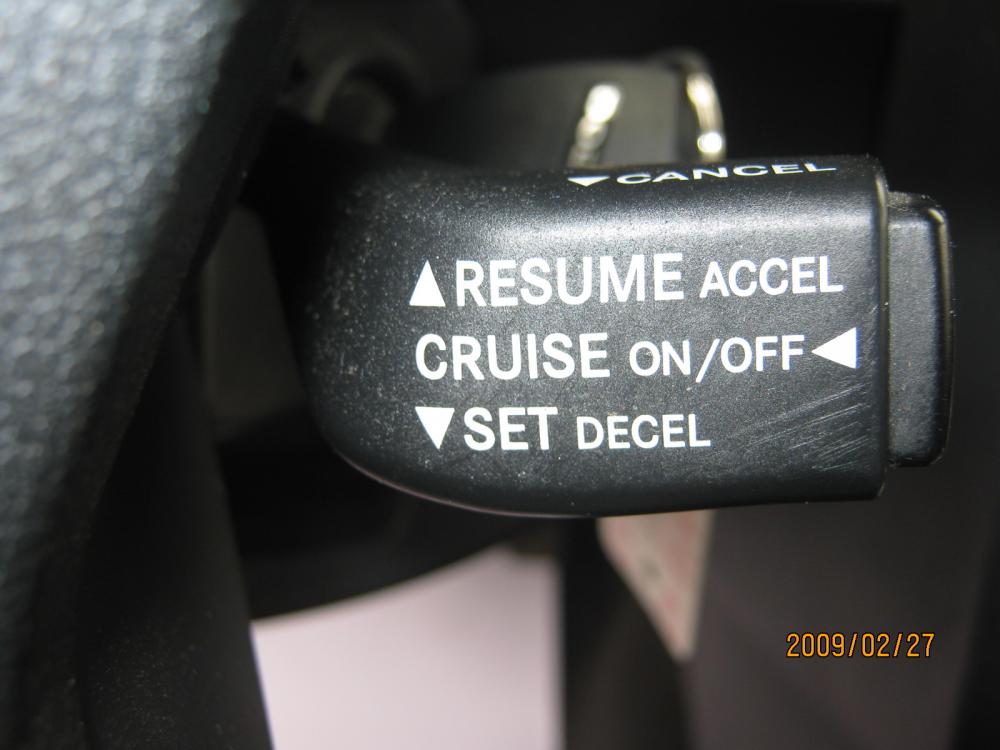 ▼CANCEL
▲RESUME ACCEL
CRUISE ON/OFF◀
▼SET DECEL
2009/02/27